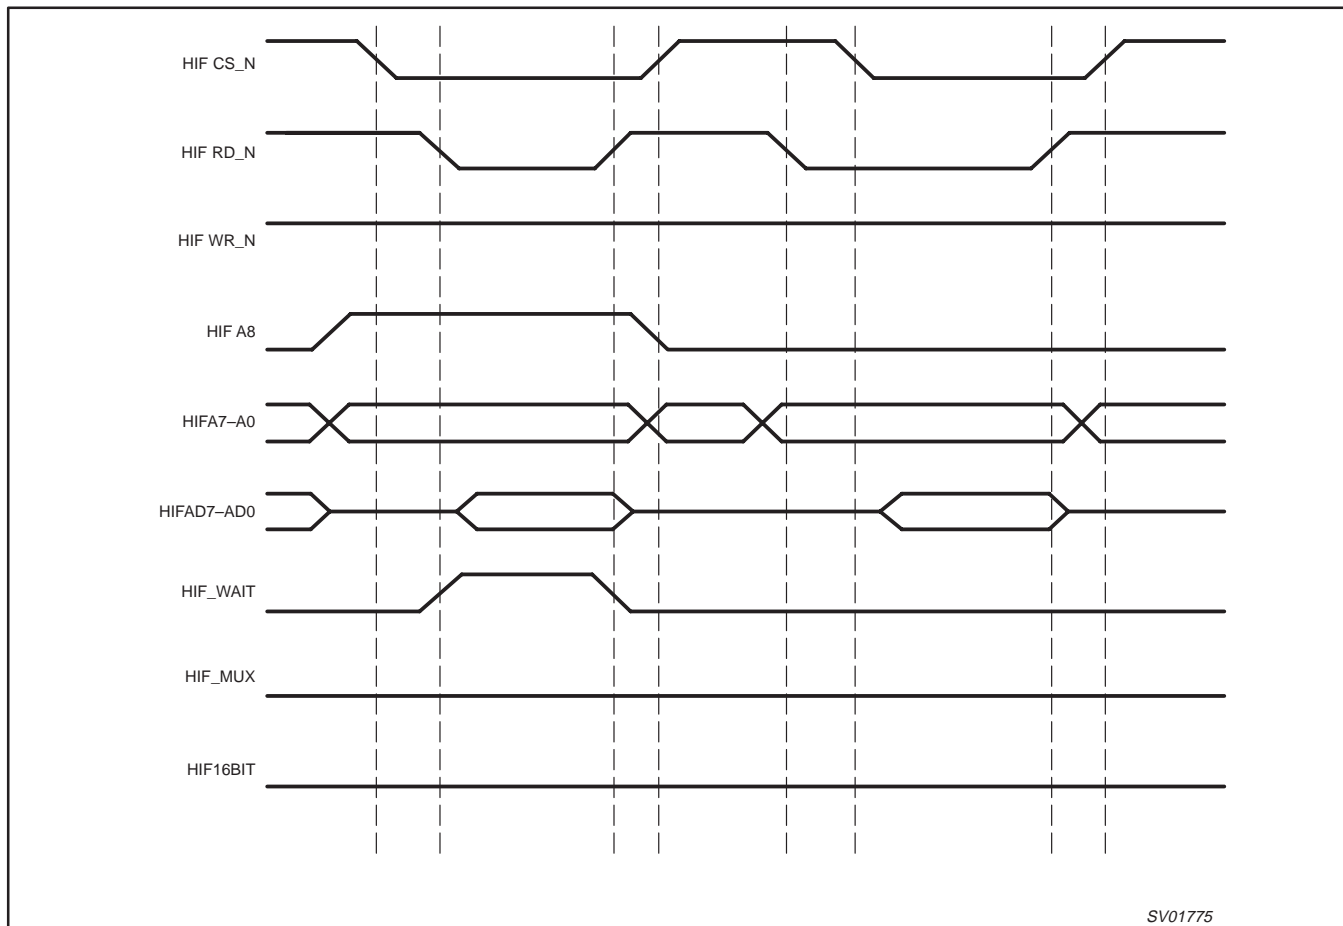 HIF CS_N
HIF RD_N
HIF WR_N
HIF A8
HIFA7–A0
HIFAD7–AD0
HIF_WAIT
HIF_MUX
HIF16BIT
SV01775